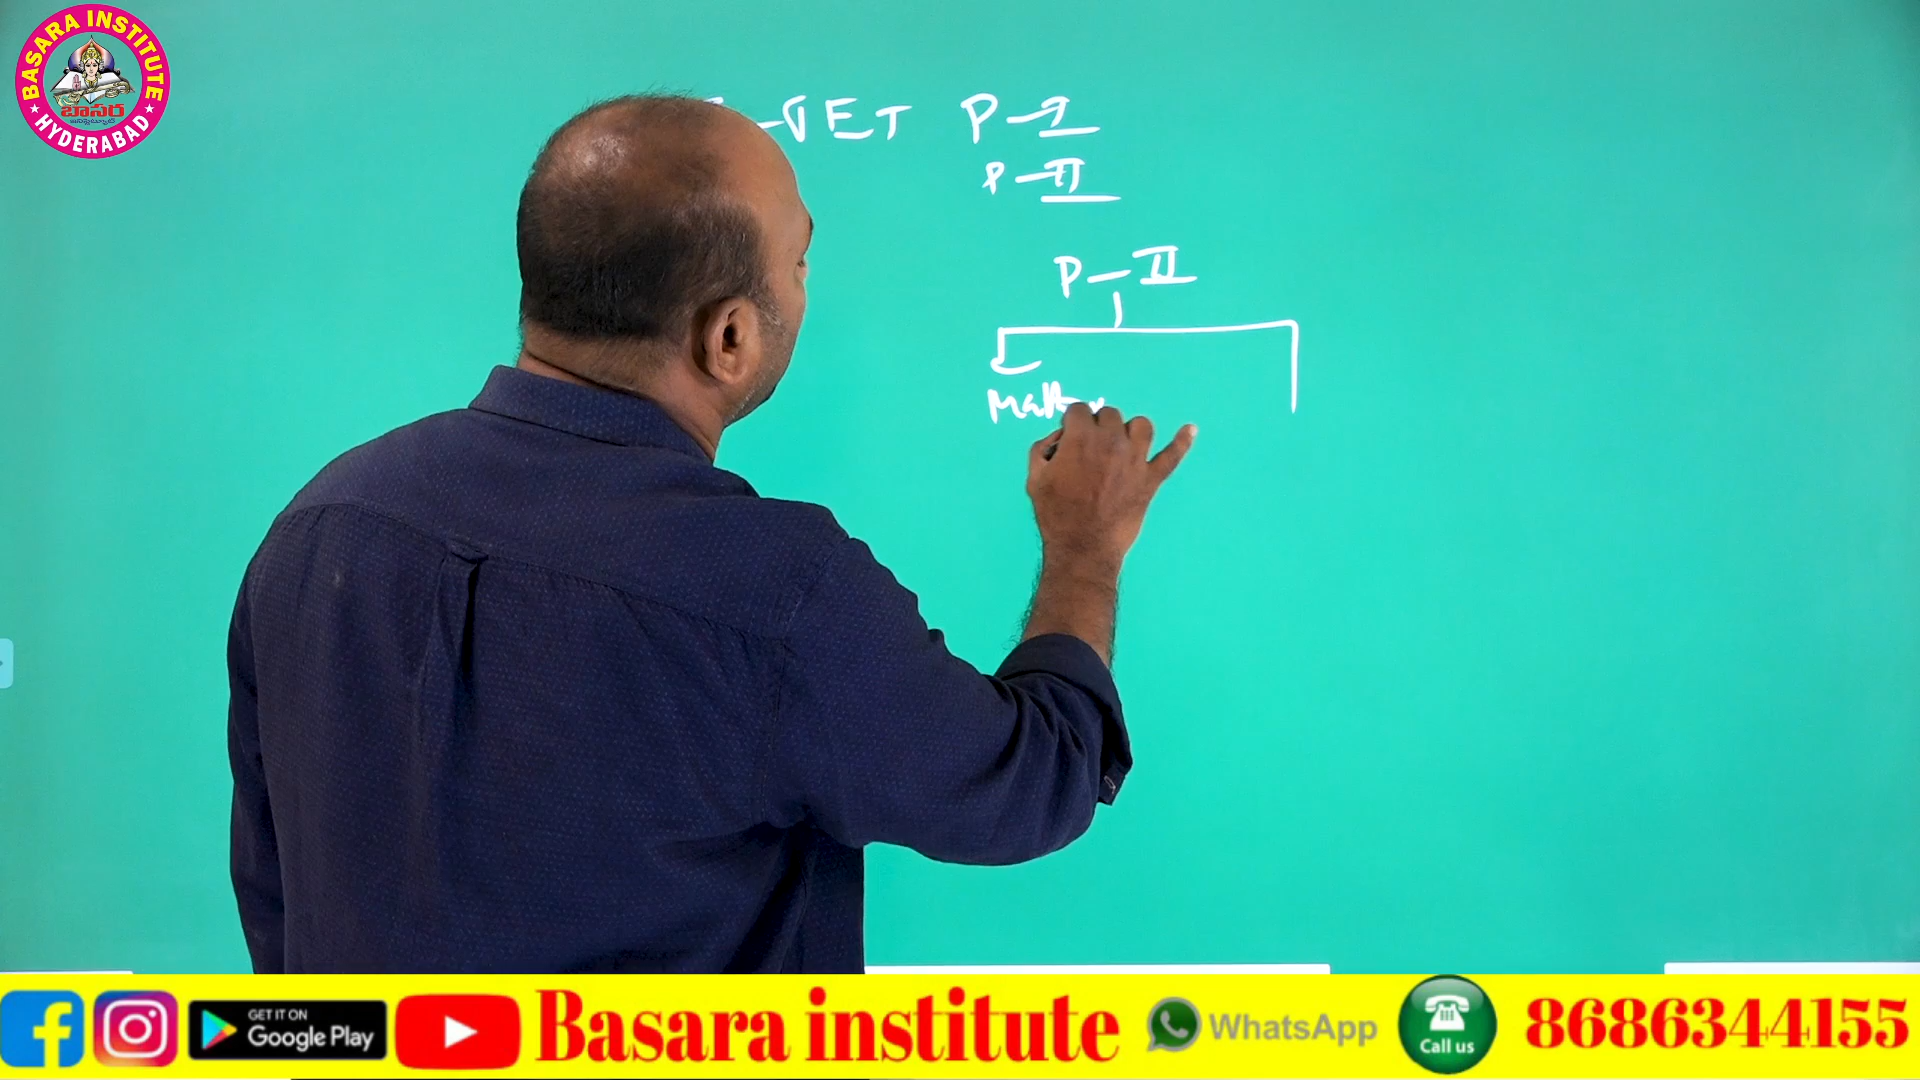 BASARA INSTITUTE
బాసర
HYDERABAD
ET P-I
P-II
P-II
GET IT ON
Google Play
Basara institute
WhatsApp
Call us
8686344155